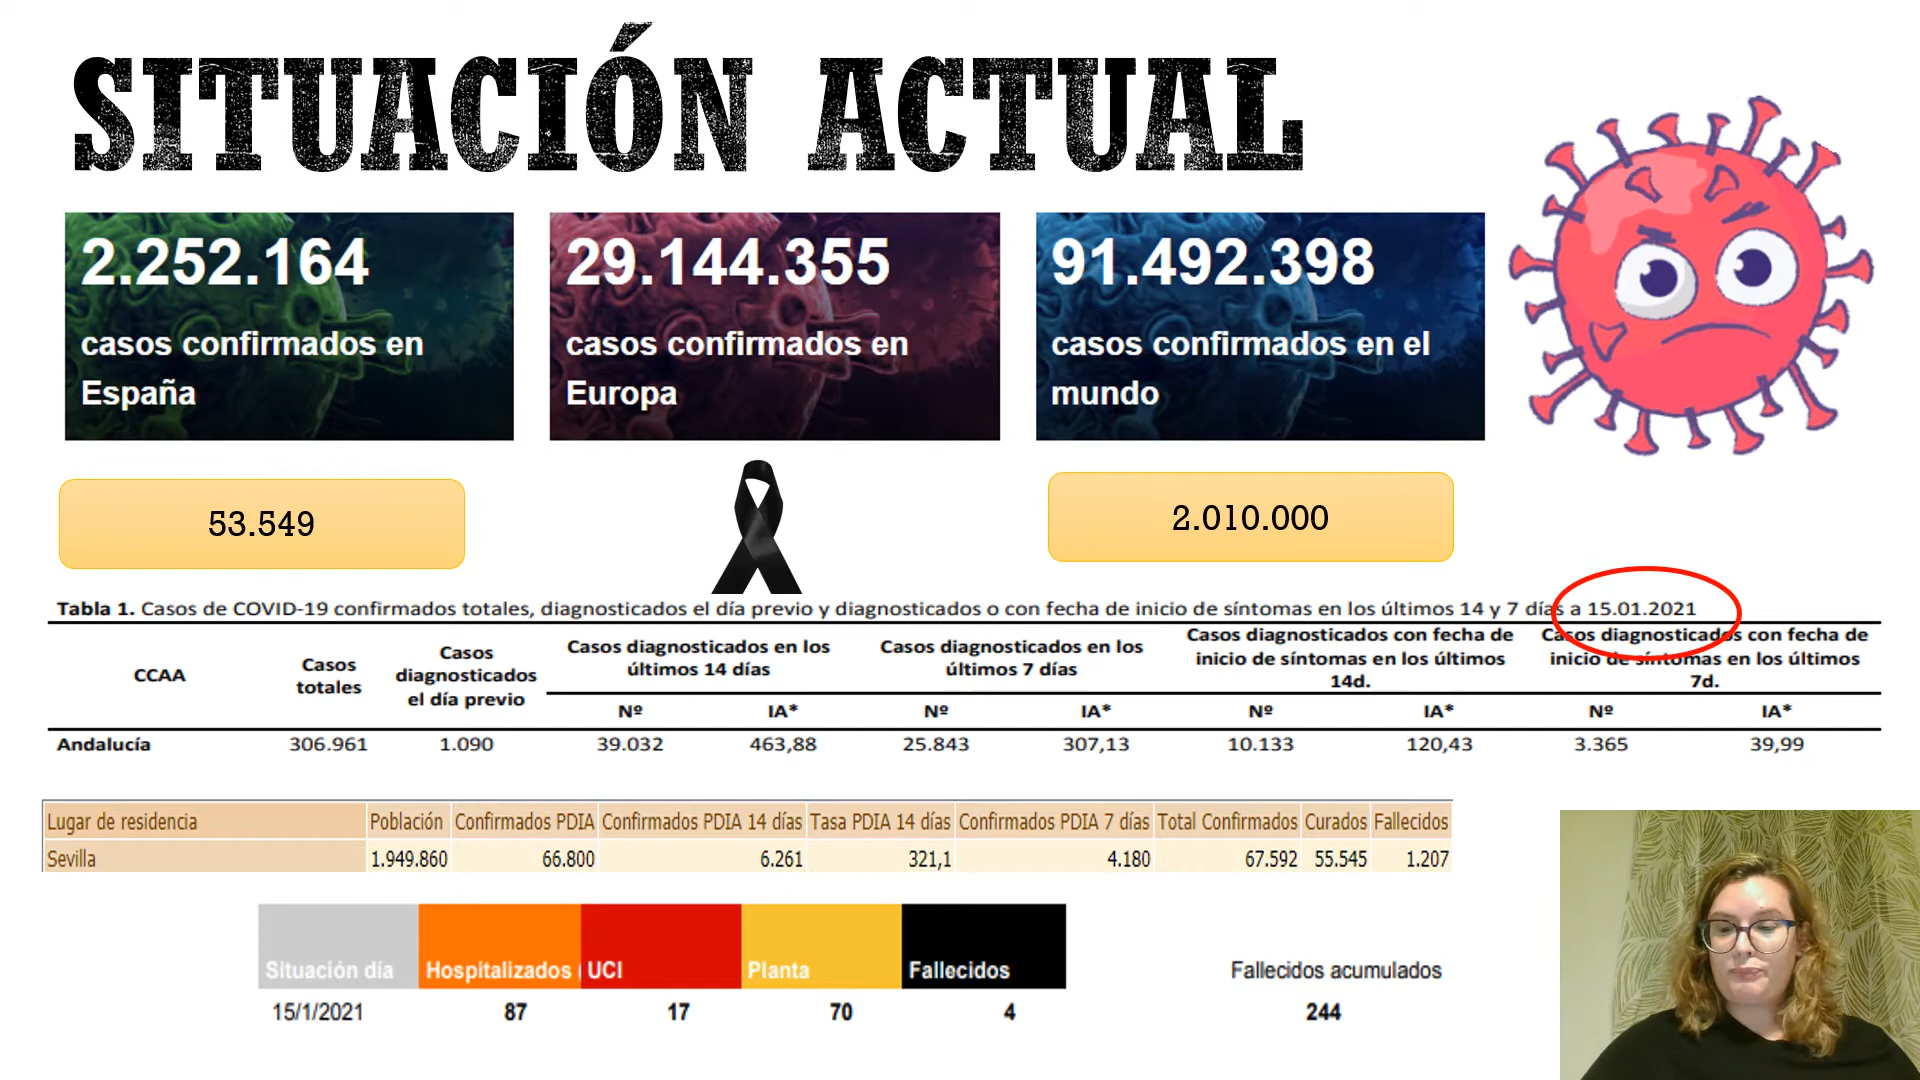 SITUACIÓN ACTUAL
2.252.164
casos confirmados en
España
29.144.355
casos confirmados en
Europa
91.492.398
casos confirmados en el
mundo
53.549
2.010.000
Tabla 1. Casos de COVID-19 confirmados totales, diagnosticados el día previo y diagnosticados o con fecha de inicio de síntomas en los últimos 14 y 7 días a 15.01.2021
CCAA
Casos
totales
Casos
diagnosticados
el día previo
Casos diagnosticados en los
últimos 14 días
Casos diagnosticados en los
últimos 7 días
Casos diagnosticados con fecha de
inicio de síntomas en los últimos
14d.
Casos diagnosticados con fecha de
inicio de síntomas en los últimos
7d.
Nº IA* Nº IA* Nº IA* Nº IA*
Andalucía 306.961 1.090 39.032 463,88 25.843 307,13 10.133 120,43 3.365 39,99
Lugar de residencia Población Confirmados PDIA Confirmados PDIA 14 días Tasa PDIA 14 días Confirmados PDIA 7 días Total Confirmados Curados Fallecidos
Sevilla 1.949.860 66.800 6.261 321,1 4.180 67.592 55.545 1.207
Situación día Hospitalizados UCI Planta Fallecidos Fallecidos acumulados
15/1/2021 87 17 70 4 244